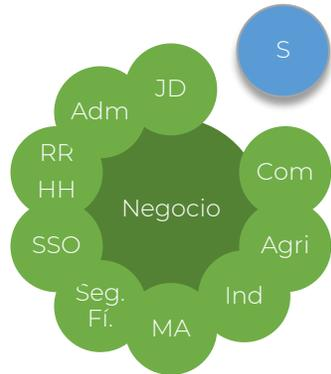 S
JD
Adm
RR
HH
Com
Negocio
SSO
Agri
Seg.
Fí.
Ind
MA